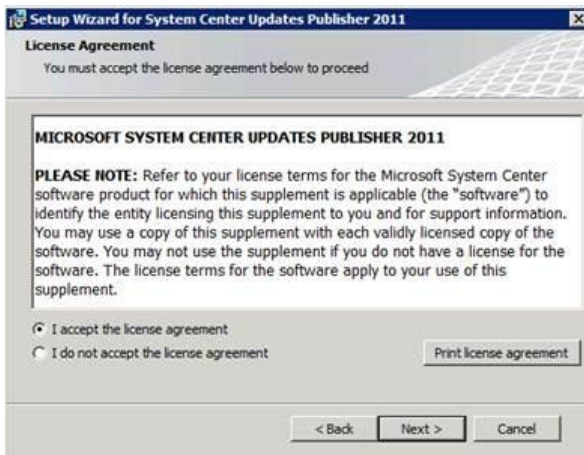 Setup Wizard for System Center Updates Publisher 2011
License Agreement
You must accept the license agreement below to proceed
MICROSOFT SYSTEM CENTER UPDATES PUBLISHER 2011
PLEASE NOTE: Refer to your license terms for the Microsoft System Center
software product for which this supplement is applicable (the “software”) to
identify the entity licensing this supplement to you and for support information.
You may use a copy of this supplement with each validly licensed copy of the
software. You may not use the supplement if you do not have a license for the
software. The license terms for the software apply to your use of this
supplement.
I accept the license agreement
I do not accept the license agreement
Print license agreement
< Back
Next >
Cancel